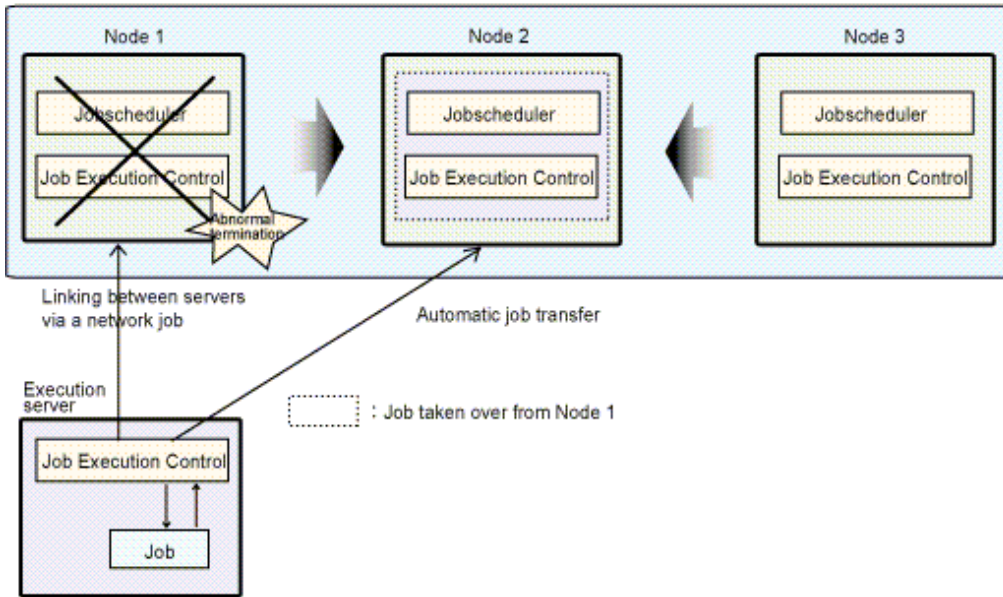 Node 1
Node 2
Node 3
Jobscheduler
Jobscheduler
Jobscheduler
Job Execution Control
Job Execution Control
Job Execution Control
Abnormal
termination
Linking between servers
via a network job
Automatic job transfer
Execution
server
: Job taken over from Node 1
Job Execution Control
Job